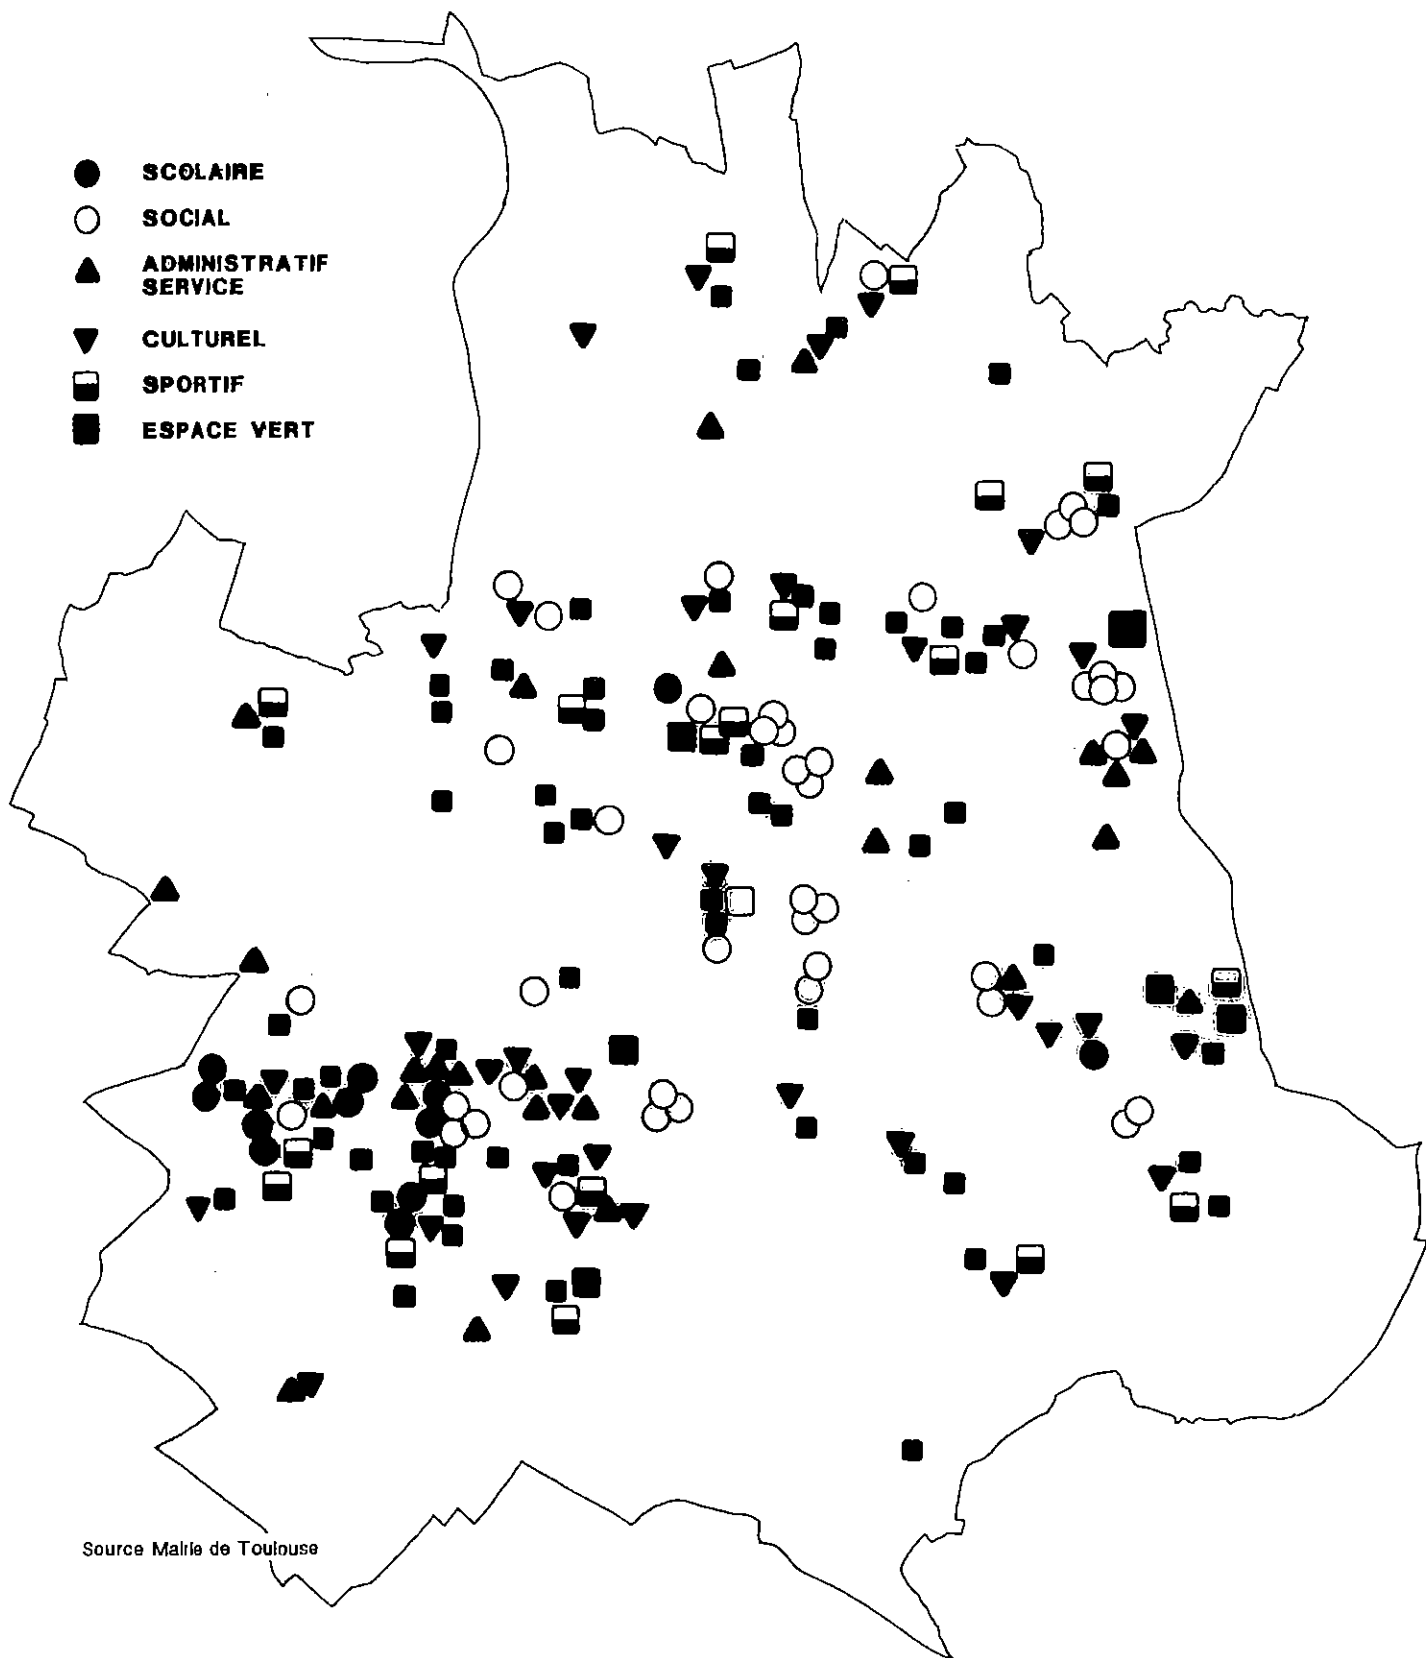 SCOLAIRE
SOCIAL
ADMINISTRATIF
SERVICE
CULTUREL
SPORTIF
ESPACE VERT
Source Mairie de Toulouse